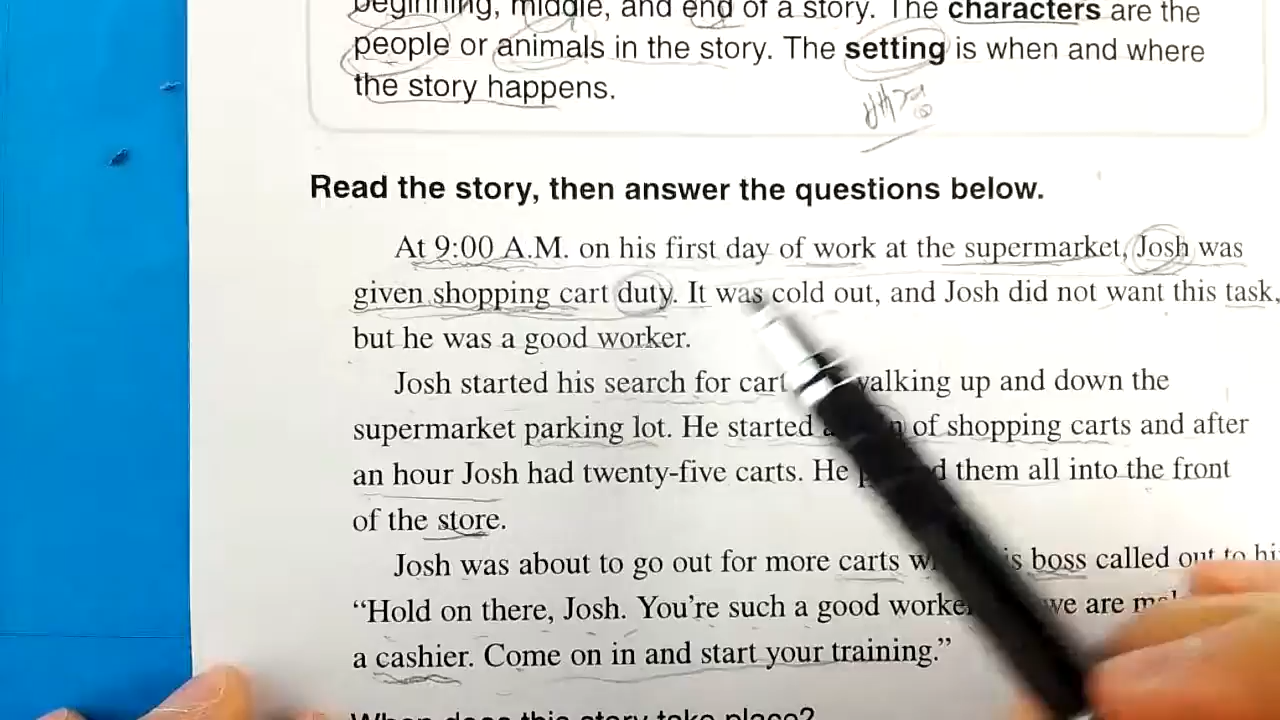 beginning, middle, and end of a story. The characters are the
people or animals in the story. The setting is when and where
the story happens.
Read the story, then answer the questions below.
At 9:00 A.M. on his first day of work at the supermarket, Josh was
given shopping cart duty. It was cold out, and Josh did not want this task,
but he was a good worker.
Josh started his search for walking up and down the
supermarket parking lot. He started of shopping carts and after
an hour Josh had twenty-five carts. He them all into the front
of the store.
Josh was about to go out for more carts boss called out to
“Hold on there, Josh. You’re such a good we are
a cashier. Come on in and start your training.”
When does this story take place?